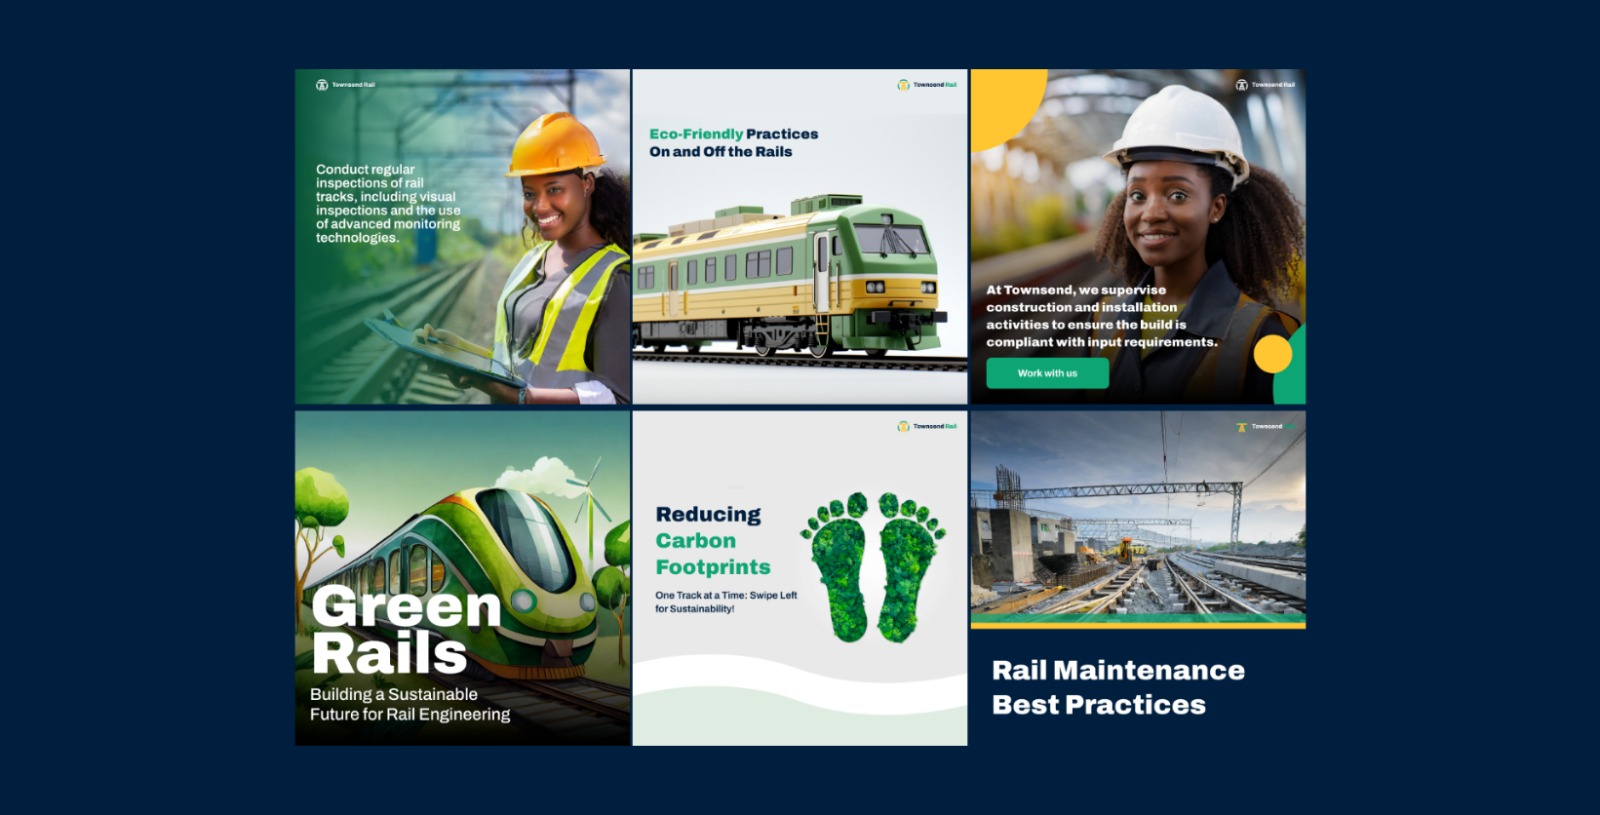 Townsend Rail
Conduct regular
inspections of rail
tracks, including visual
inspections and the use
of advanced monitoring
technologies.
Townsend Rail
Eco-Friendly Practices
On and Off the Rails
Townsend Rail
At Townsend, we supervise
construction and installation
activities to ensure the build is
compliant with input requirements.
Work with us
Green
Rails
Building a Sustainable
Future for Rail Engineering
Townsend Rail
Reducing
Carbon
Footprints
One Track at a Time: Swipe Left
for Sustainability!
Townsend Rail
Rail Maintenance
Best Practices